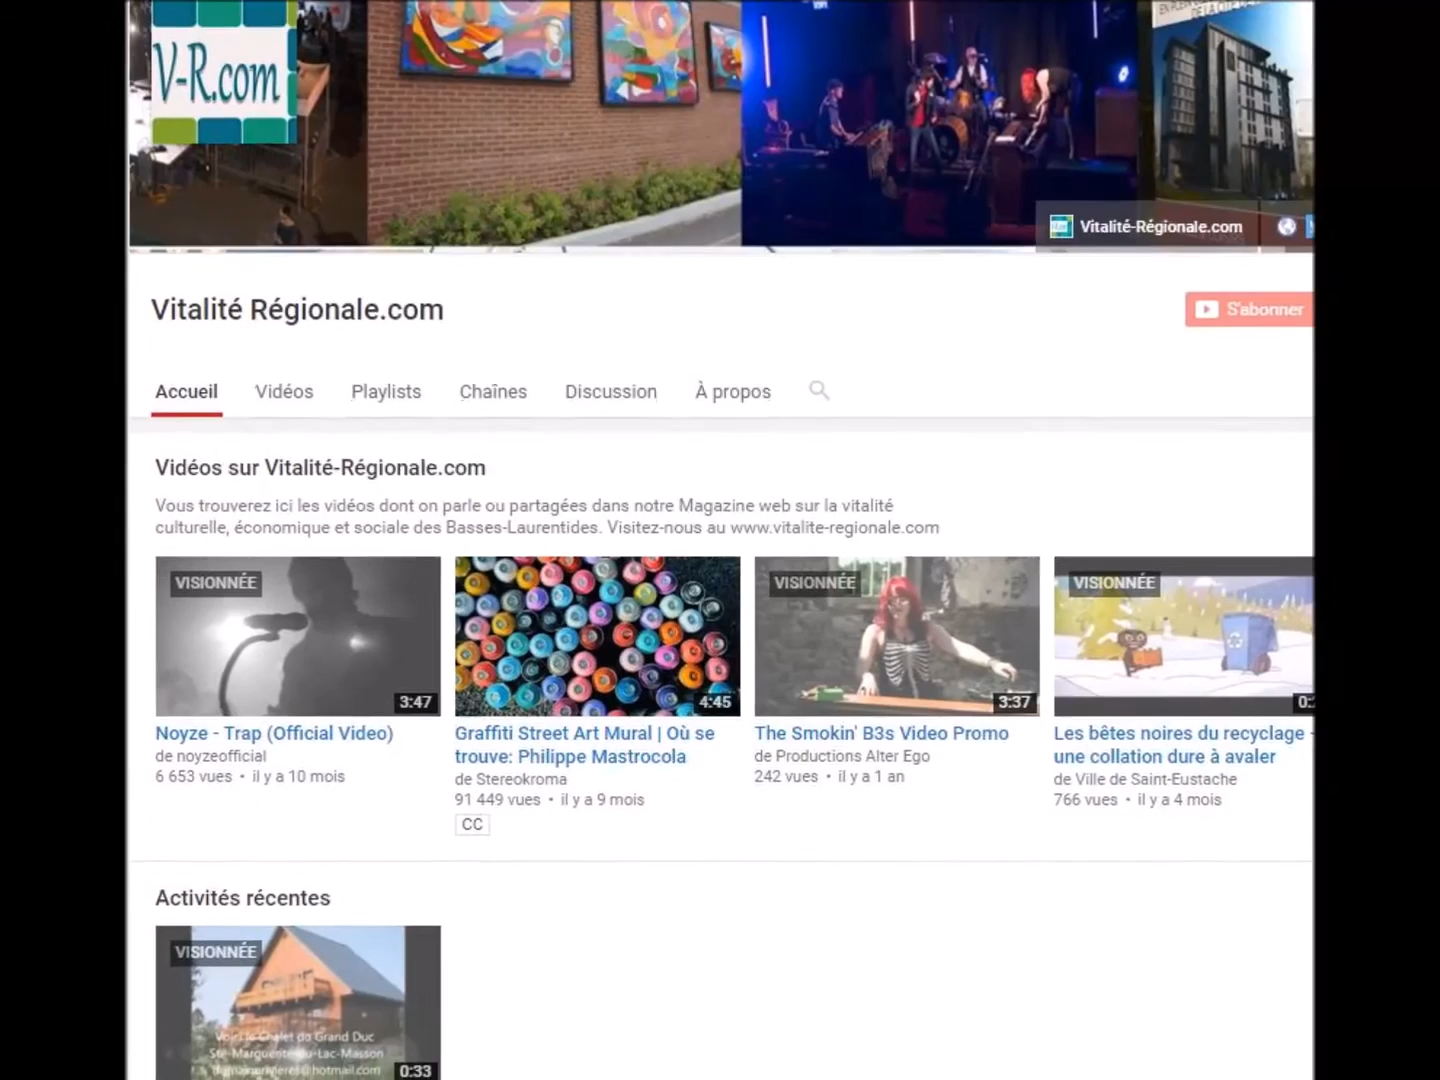 V-R.com
Vitalité-Régionale.com
Vitalité Régionale.com
S'abonner
Accueil Vidéos Playlists Chaînes Discussion À propos
Vidéos sur Vitalité-Régionale.com
Vous trouverez ici les vidéos dont on parle ou partagées dans notre Magazine web sur la vitalité
culturelle, économique et sociale des Basses-Laurentides. Visitez-nous au www.vitalite-regionale.com
VISIONNÉE
3:47
Noyze - Trap (Official Video)
de noyzeofficial
6 653 vues • il y a 10 mois
4:45
Graffiti Street Art Mural | Où se
trouve: Philippe Mastrocola
de Stereokroma
91 449 vues • il y a 9 mois
CC
VISIONNÉE
3:37
The Smokin' B3s Video Promo
de Productions Alter Ego
242 vues • il y a 1 an
VISIONNÉE
Les bêtes noires du recyclage -
une collation dure à avaler
de Ville de Saint-Eustache
766 vues • il y a 4 mois
Activités récentes
VISIONNÉE
Chalet do Grand Duc
Ste-Marguerite-du-Lac-Masson
0:33